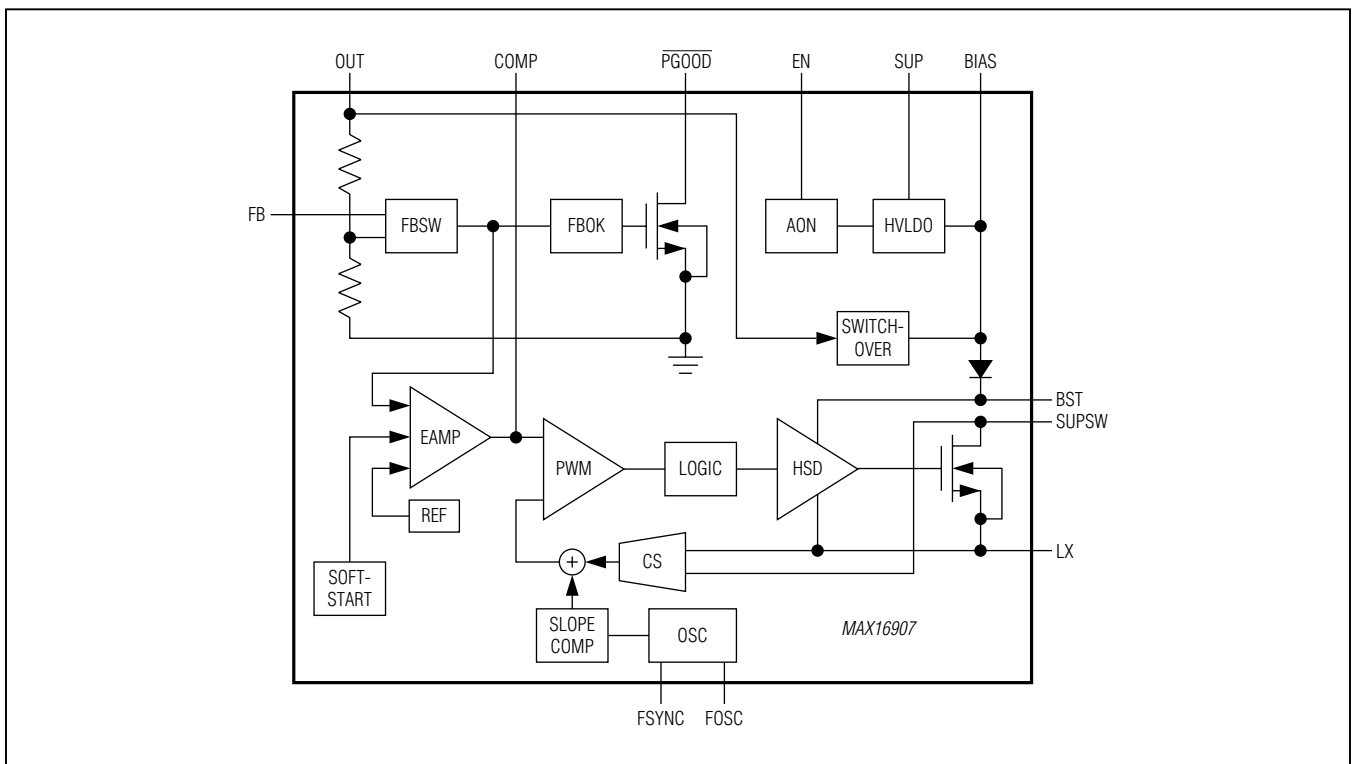 OUT
COMP
PGOOD
EN
SUP
BIAS
FB
FBSW
FBOK
AON
HVLDO
SWITCH-
OVER
BST
SUPSW
EAMP
PWM
LOGIC
HSD
REF
CS
LX
+
SOFT-
START
SLOPE
COMP
OSC
MAX16907
FSYNC
FOSC